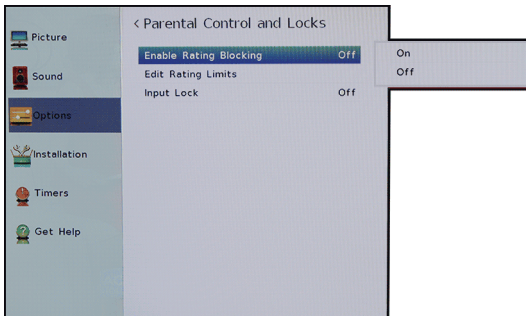 < Parental Control and Locks
Picture
Sound
Options
Installation
Timers
Get Help
Enable Rating Blocking Off
Edit Rating Limits
Input Lock Off
On
Off